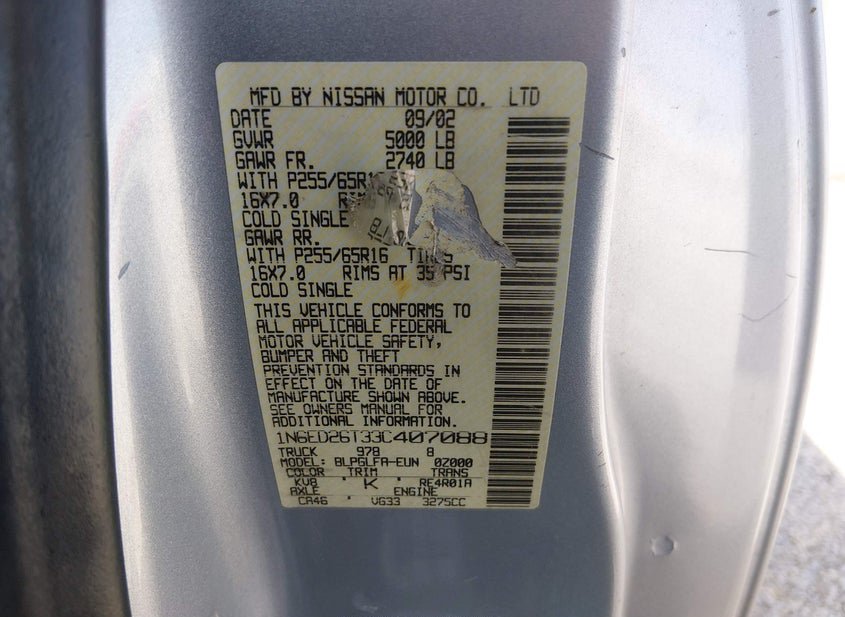 MFD BY NISSAN MOTOR CO. LTD
DATE 09/02
GVWR 5000 LB
GAWR FR. 2740 LB
WITH P255/65R16
16X7.0
COLD SINGLE
GAWR RR.
WITH P255/65R16
16X7.0 RIMS AT 35 PSI
COLD SINGLE
THIS VEHICLE CONFORMS TO
ALL APPLICABLE FEDERAL
MOTOR VEHICLE SAFETY,
BUMPER AND THEFT
PREVENTION STANDARDS IN
EFFECT ON THE DATE OF
MANUFACTURE SHOWN ABOVE.
SEE OWNERS MANUAL FOR
ADDITIONAL INFORMATION.
1N6ED26T33C407088
TRUCK 978 8
MODEL: BLPGLFA-EUN 0Z000
COLOR TRIM TRANS
KV8 K RE4R01A
AXLE ENGINE
CA46 VG33 3275CC